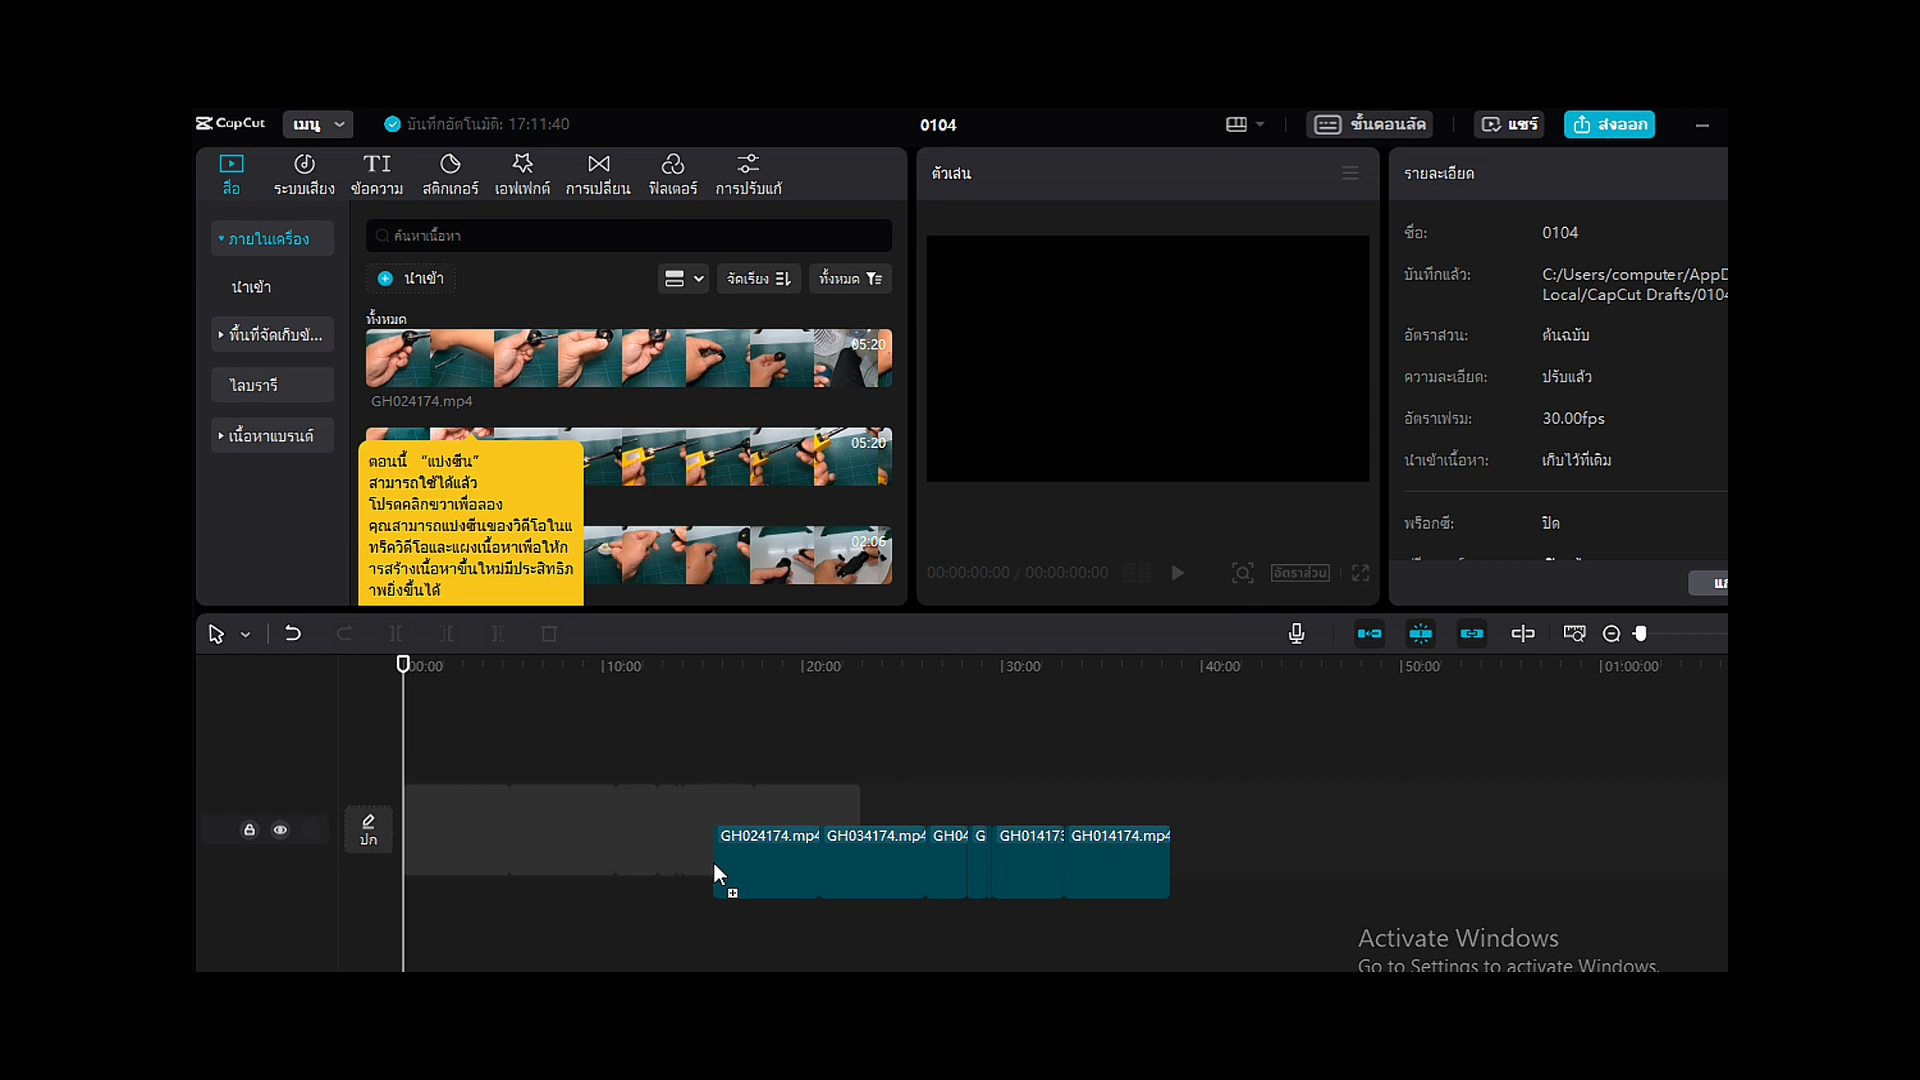 CapCut
เมนู
บันทึกอัตโนมัติ: 17:11:40
0104
ขั้นตอนลัด
แชร์
ส่งออก
สื่อ
ระบบเสียง
ข้อความ
สติกเกอร์
เอฟเฟกต์
การเปลี่ยน
ฟิลเตอร์
การปรับแก้
ภายในเครื่อง
นำเข้า
พื้นที่จัดเก็บข้...
ไลบรารี
เนื้อหาแบรนด์
ค้นหาเนื้อหา
นำเข้า
จัดเรียง
ทั้งหมด
ทั้งหมด
05:20
GH024174.mp4
05:20
02:06
ตอนนี้ "แบ่งซีน"
สามารถใช้ได้แล้ว
โปรดคลิกขวาเพื่อลอง
คุณสามารถแบ่งซีนของวิดีโอในแ
ทร็ควิดีโอและแผงเนื้อหาเพื่อให้ก
ารสร้างเนื้อหาขึ้นใหม่มีประสิทธิภ
าพยิ่งขึ้นได้
ตัวเล่น
00:00:00:00 / 00:00:00:00
อัตราส่วน
รายละเอียด
ชื่อ: 0104
บันทึกแล้ว: C:/Users/computer/AppD
Local/CapCut Drafts/0104
อัตราส่วน: ต้นฉบับ
ความละเอียด: ปรับแล้ว
อัตราเฟรม: 30.00fps
นำเข้าเนื้อหา: เก็บไว้ที่เดิม
พร็อกซี: ปิด
00:00
10:00
20:00
30:00
40:00
50:00
01:00:00
ปก
GH024174.mp4
GH034174.mp4
GH04
G
GH014173
GH014174.mp4
Activate Windows
Go to Settings to activate Windows.